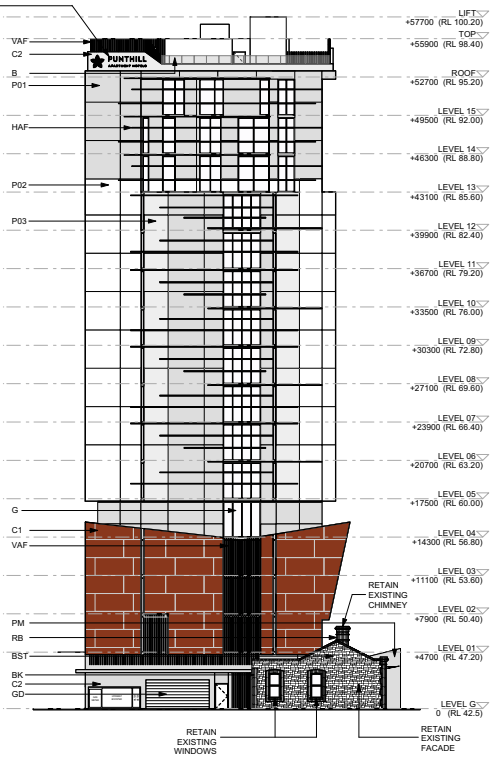 LIFT
+57700 (RL 100.20)
TOP
+55900 (RL 98.40)
VAF
C2
PUNTHILL
APARTMENT HOTELS
B
ROOF
+52700 (RL 95.20)
P01
LEVEL 15
+49500 (RL 92.00)
HAF
LEVEL 14
+46300 (RL 88.80)
P02
LEVEL 13
+43100 (RL 85.60)
P03
LEVEL 12
+39900 (RL 82.40)
LEVEL 11
+36700 (RL 79.20)
LEVEL 10
+33500 (RL 76.00)
LEVEL 09
+30300 (RL 72.80)
LEVEL 08
+27100 (RL 69.60)
LEVEL 07
+23900 (RL 66.40)
LEVEL 06
+20700 (RL 63.20)
LEVEL 05
+17500 (RL 60.00)
G
C1
LEVEL 04
+14300 (RL 56.80)
VAF
LEVEL 03
+11100 (RL 53.60)
RETAIN
EXISTING
CHIMNEY
LEVEL 02
+7900 (RL 50.40)
PM
RB
BST
LEVEL 01
+4700 (RL 47.20)
BK
C2
GD
LEVEL G
0 (RL 42.5)
RETAIN
EXISTING
WINDOWS
RETAIN
EXISTING
FACADE